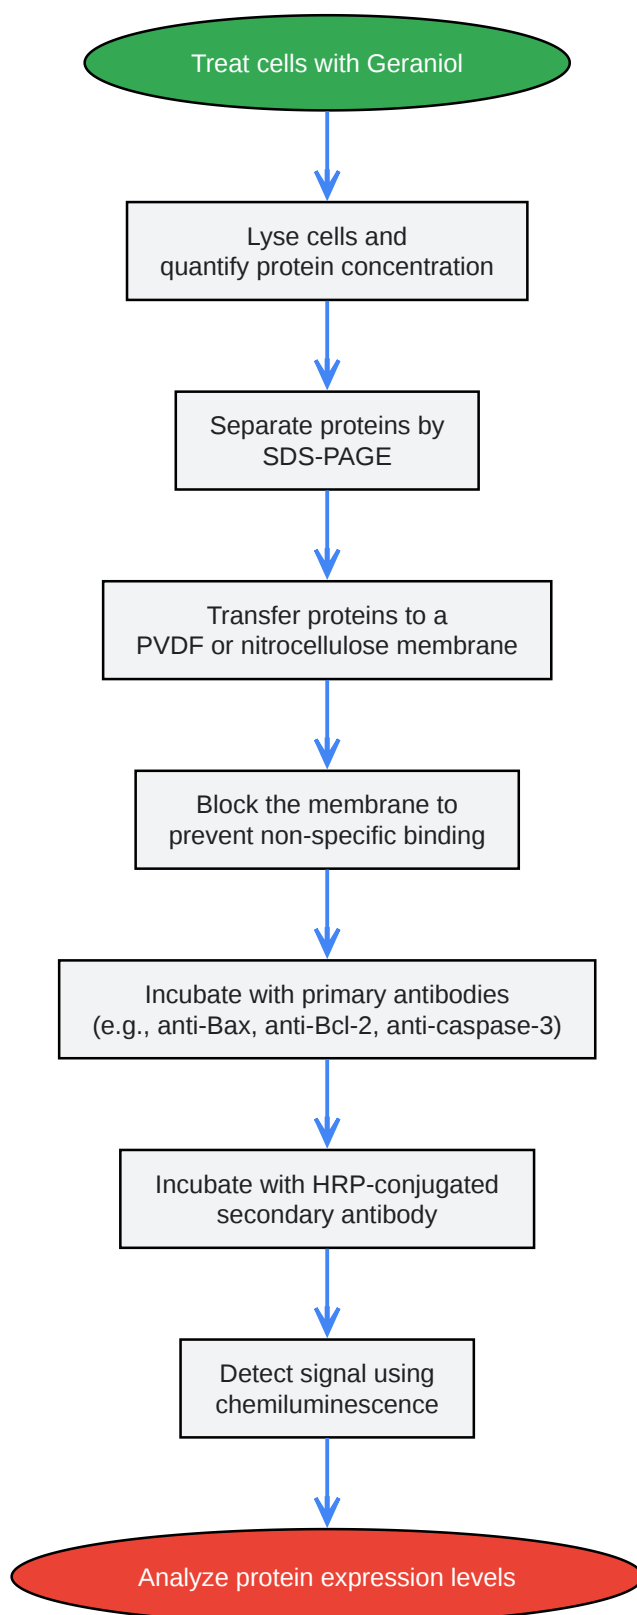 Treat cells with Geraniol
Lyse cells and
quantify protein concentration
Separate proteins by
SDS-PAGE
Transfer proteins to a
PVDF or nitrocellulose membrane
Block the membrane to
prevent non-specific binding
Incubate with primary antibodies
(e.g., anti-Bax, anti-Bcl-2, anti-caspase-3)
Incubate with HRP-conjugated
secondary antibody
Detect signal using
chemiluminescence
Analyze protein expression levels